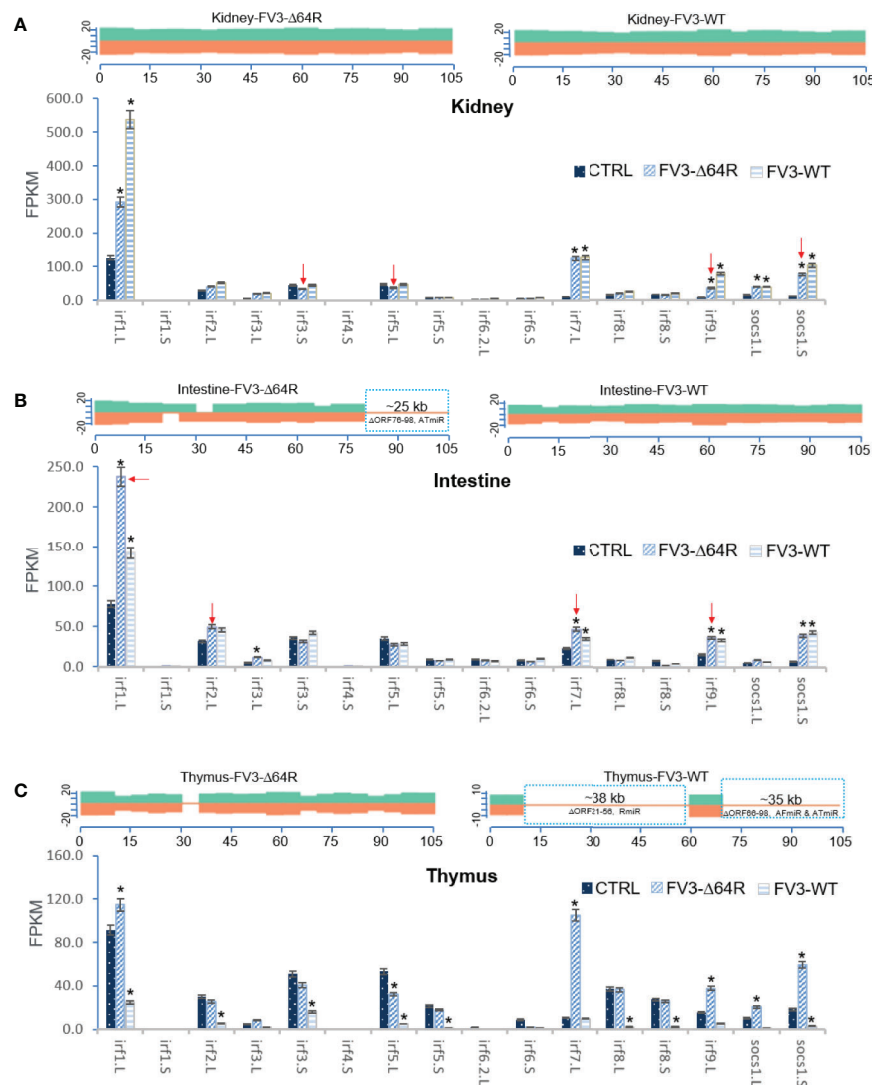 A
Kidney-FV3-Δ64R
Kidney-FV3-WT
20
-20
0 15 30 45 60 75 90 105
20
-20
0 15 30 45 60 75 90 105
Kidney
FPKM
600.0
500.0
400.0
300.0
200.0
100.0
0.0
CTRL FV3-Δ64R FV3-WT
* * * * * * * * * *
irf1.L irf1.S irf2.L irf3.L irf3.S irf4.S irf5.L irf5.S irf6.2.L irf6.S irf7.L irf8.L irf8.S irf9.L socs1.L socs1.S
B
Intestine-FV3-Δ64R
Intestine-FV3-WT
20
-20
~25 kb
ΔORF76-98, ATmiR
0 15 30 45 60 75 90 105
20
-20
0 15 30 45 60 75 90 105
Intestine
FPKM
250.0
200.0
150.0
100.0
50.0
0.0
CTRL FV3-Δ64R FV3-WT
* * * * * * * * *
irf1.L irf1.S irf2.L irf3.L irf3.S irf4.S irf5.L irf5.S irf6.2.L irf6.S irf7.L irf8.L irf8.S irf9.L socs1.L socs1.S
C
Thymus-FV3-Δ64R
Thymus-FV3-WT
20
-20
0 15 30 45 60 75 90 105
10
-10
~38 kb
ΔORF21-56, RmiR
~35 kb
ΔORF66-98, AFmiR & ATmiR
0 15 30 45 60 75 90 105
Thymus
FPKM
160.0
120.0
80.0
40.0
0.0
CTRL FV3-Δ64R FV3-WT
* * * * * * * * * * * * * *
irf1.L irf1.S irf2.L irf3.L irf3.S irf4.S irf5.L irf5.S irf6.2.L irf6.S irf7.L irf8.L irf8.S irf9.L socs1.L socs1.S